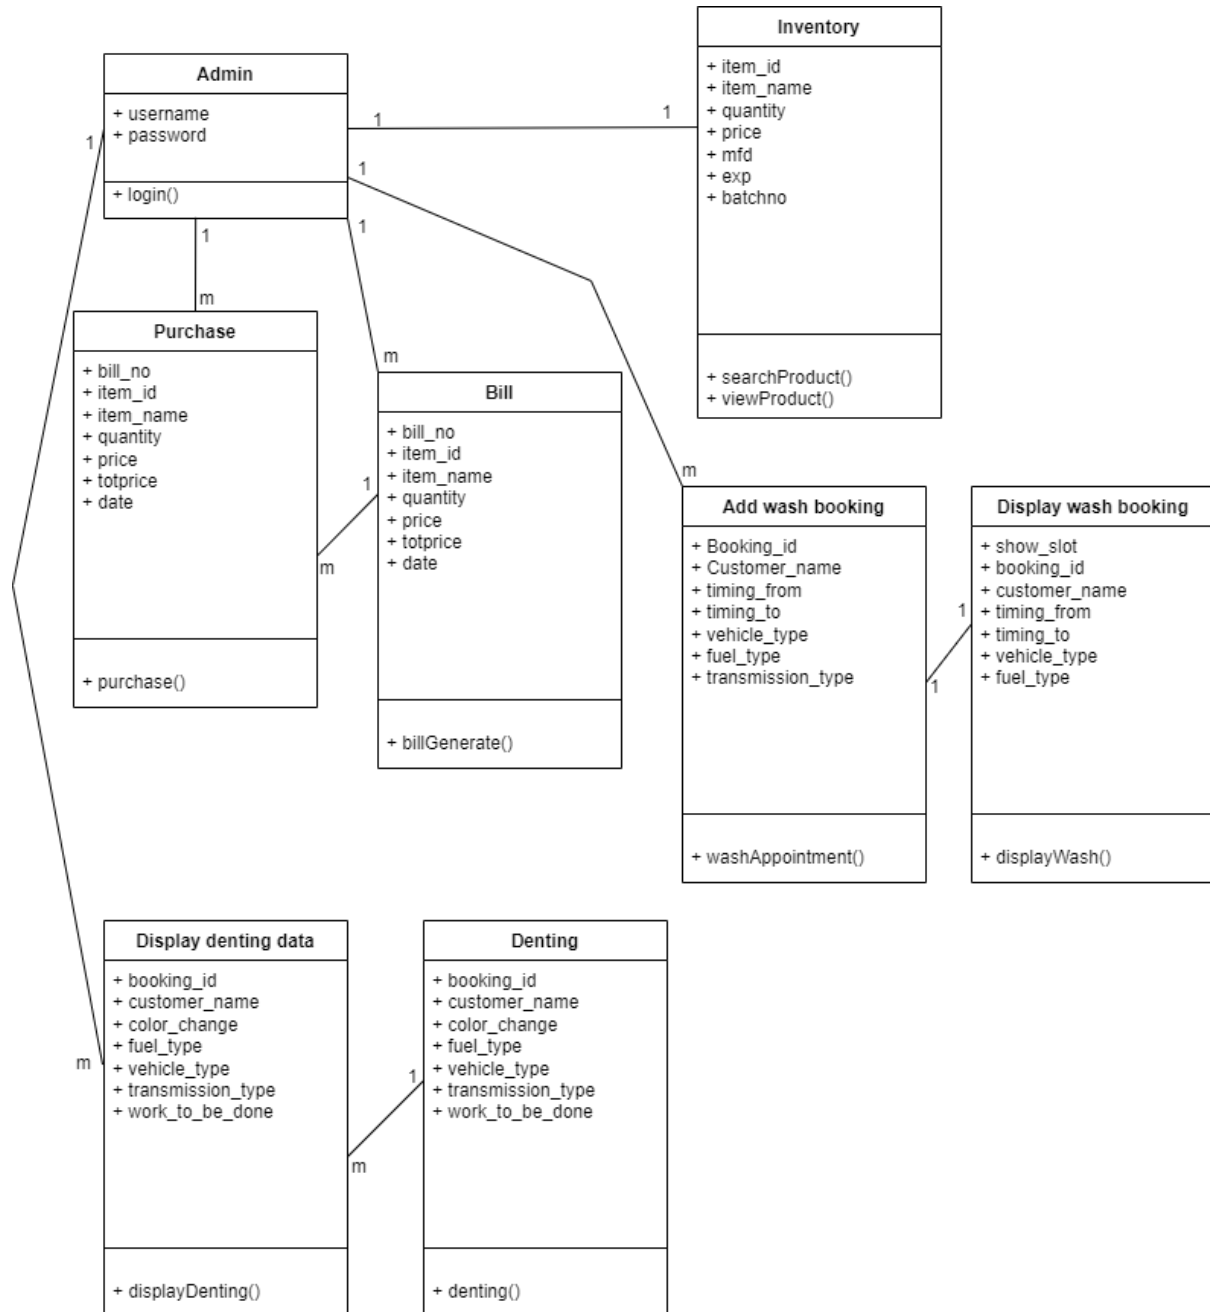 Admin
+ username
+ password
+ login()
Inventory
+ item_id
+ item_name
+ quantity
+ price
+ mfd
+ exp
+ batchno
+ searchProduct()
+ viewProduct()
1
1
1
1
1
1
m
m
m
m
Purchase
+ bill_no
+ item_id
+ item_name
+ quantity
+ price
+ totprice
+ date
+ purchase()
1
m
Bill
+ bill_no
+ item_id
+ item_name
+ quantity
+ price
+ totprice
+ date
+ billGenerate()
Add wash booking
+ Booking_id
+ Customer_name
+ timing_from
+ timing_to
+ vehicle_type
+ fuel_type
+ transmission_type
+ washAppointment()
1
1
Display wash booking
+ show_slot
+ booking_id
+ customer_name
+ timing_from
+ timing_to
+ vehicle_type
+ fuel_type
+ displayWash()
Display denting data
+ booking_id
+ customer_name
+ color_change
+ fuel_type
+ vehicle_type
+ transmission_type
+ work_to_be_done
+ displayDenting()
1
m
Denting
+ booking_id
+ customer_name
+ color_change
+ fuel_type
+ vehicle_type
+ transmission_type
+ work_to_be_done
+ denting()